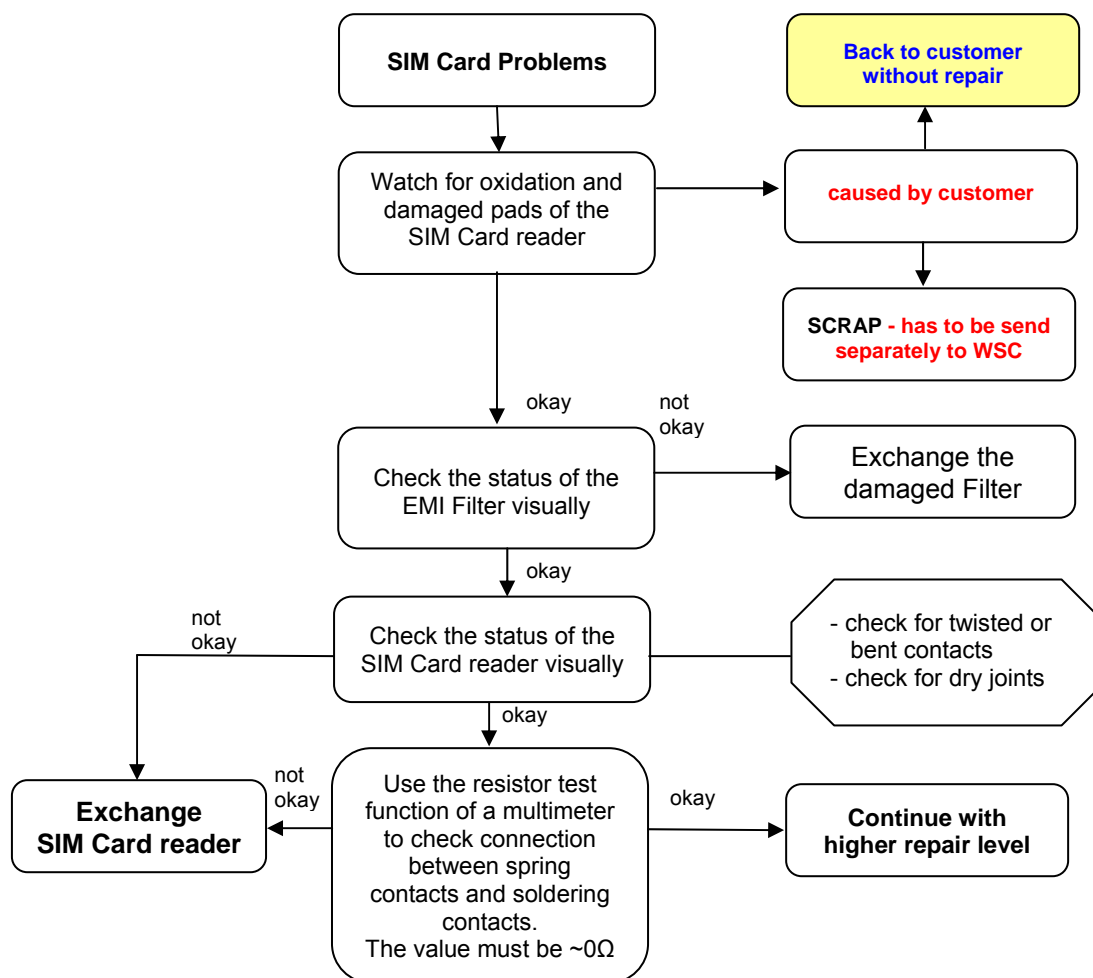 SIM Card Problems
Back to customer
without repair
Watch for oxidation and
damaged pads of the
SIM Card reader
caused by customer
SCRAP - has to be send
separately to WSC
okay
not
okay
Check the status of the
EMI Filter visually
Exchange the
damaged Filter
okay
not
okay
Check the status of the
SIM Card reader visually
- check for twisted or
bent contacts
- check for dry joints
okay
Exchange
SIM Card reader
not
okay
Use the resistor test
function of a multimeter
to check connection
between spring
contacts and soldering
contacts.
The value must be ~0Ω
okay
Continue with
higher repair level